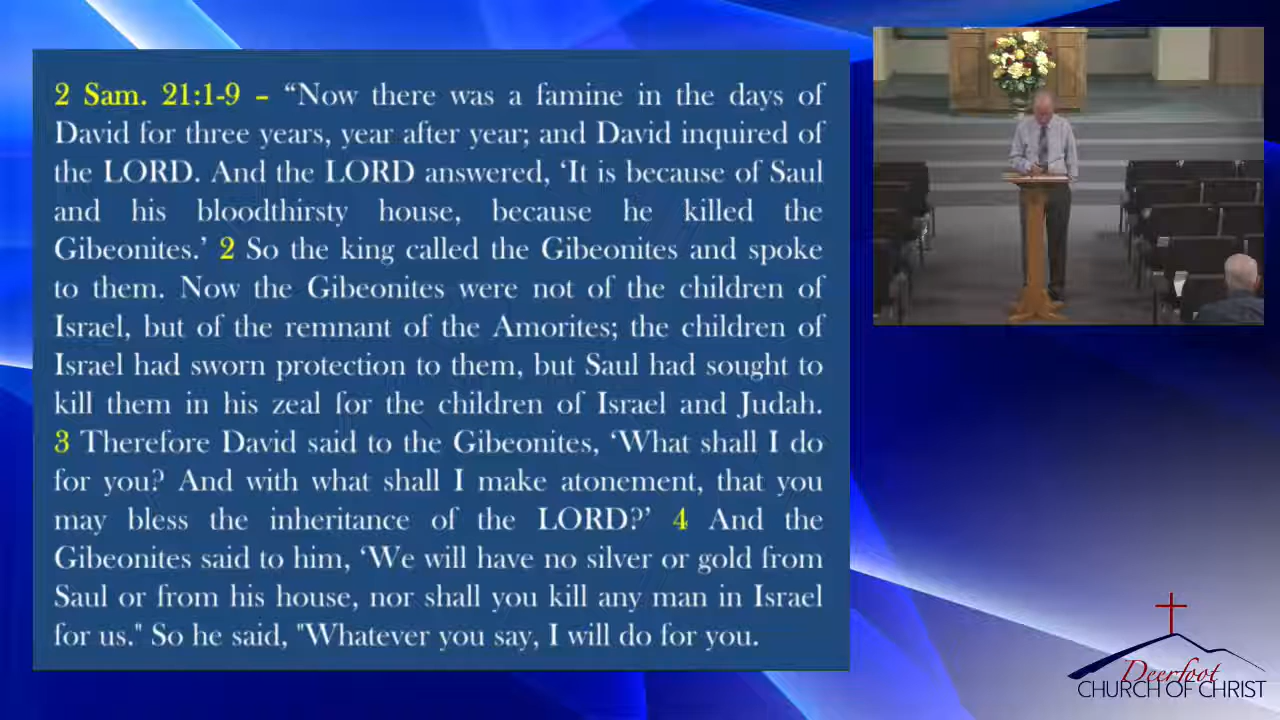 2 Sam. 21:1-9 – “Now there was a famine in the days of
David for three years, year after year; and David inquired of
the LORD. And the LORD answered, ‘It is because of Saul
and his bloodthirsty house, because he killed the
Gibeonites.’ 2 So the king called the Gibeonites and spoke
to them. Now the Gibeonites were not of the children of
Israel, but of the remnant of the Amorites; the children of
Israel had sworn protection to them, but Saul had sought to
kill them in his zeal for the children of Israel and Judah.
3 Therefore David said to the Gibeonites, ‘What shall I do
for you? And with what shall I make atonement, that you
may bless the inheritance of the LORD?’ 4 And the
Gibeonites said to him, ‘We will have no silver or gold from
Saul or from his house, nor shall you kill any man in Israel
for us." So he said, "Whatever you say, I will do for you.
Deerfoot
CHURCH OF CHRIST